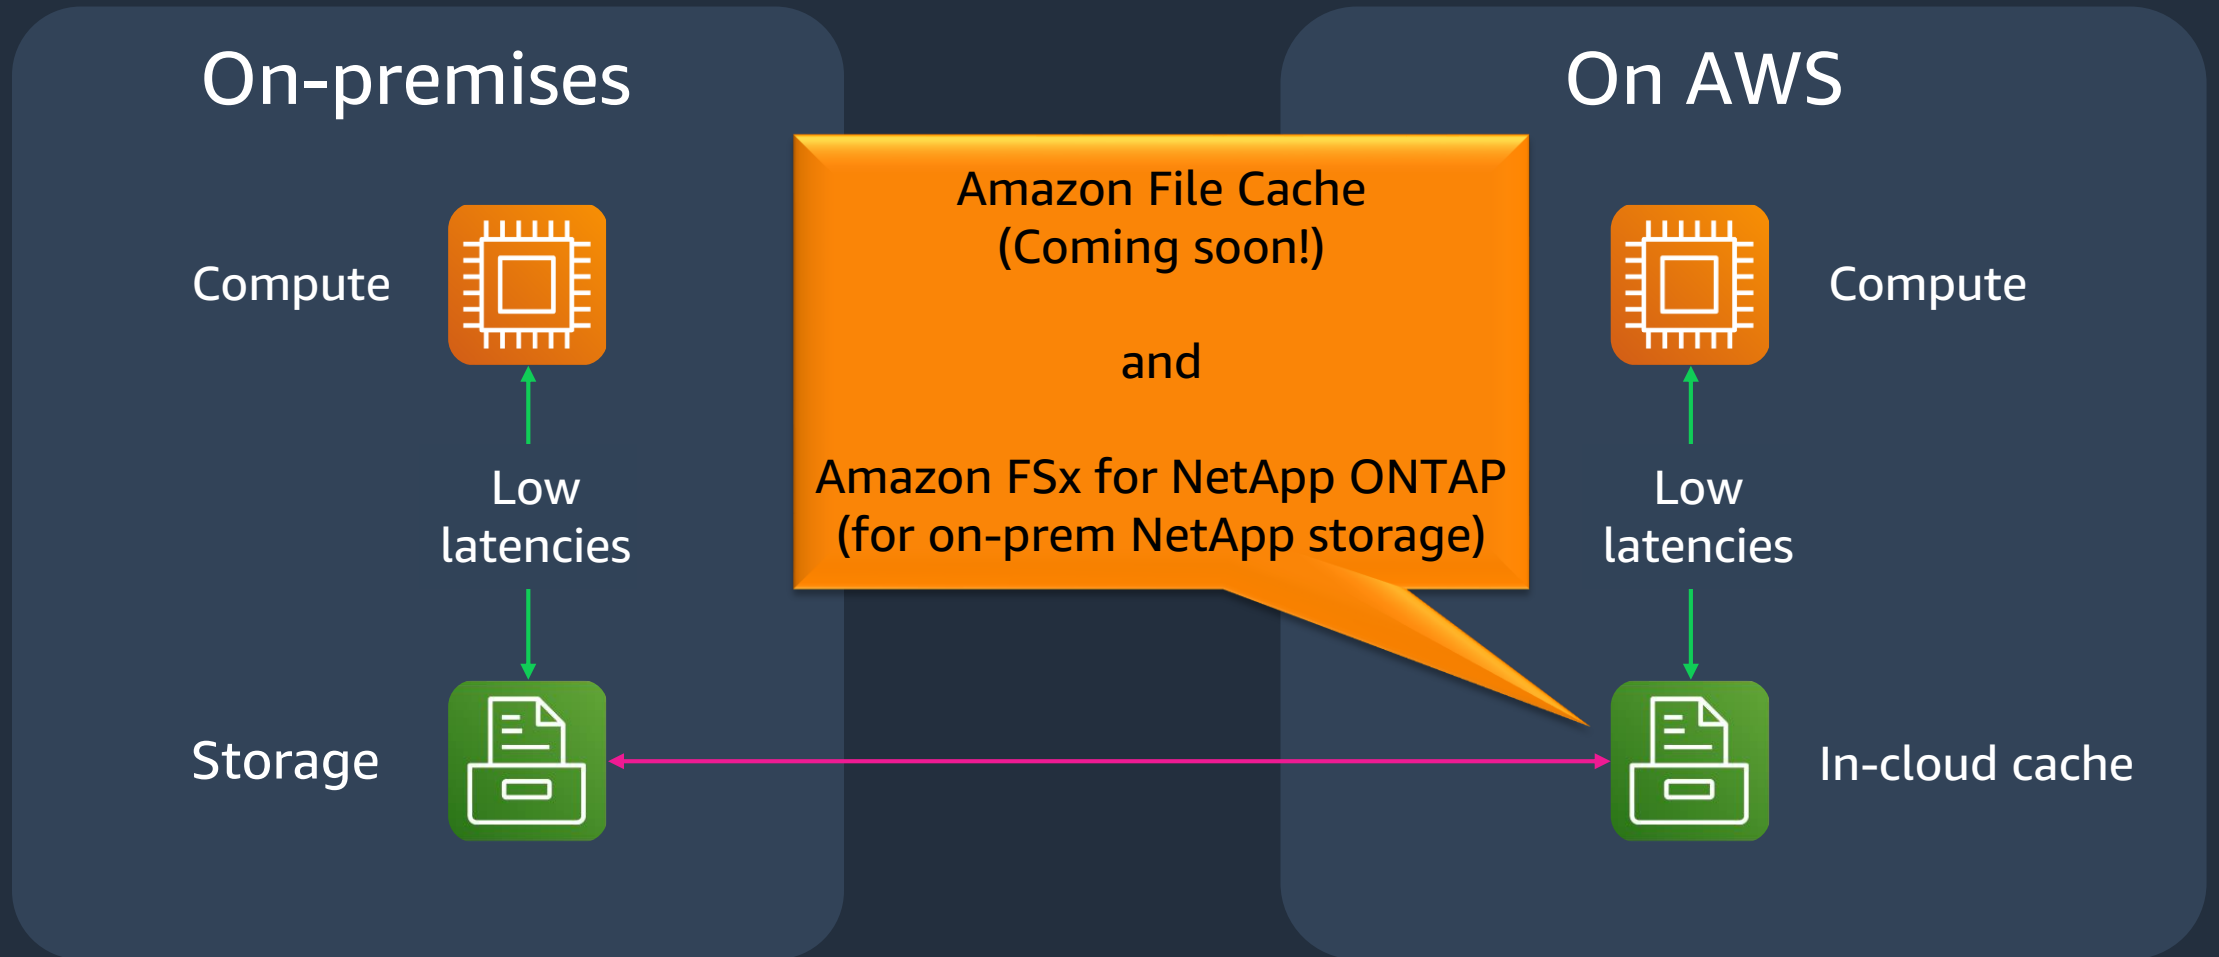 On-premises
Compute
Low
latencies
Storage
Amazon File Cache
(Coming soon!)
and
Amazon FSx for NetApp ONTAP
(for on-prem NetApp storage)
On AWS
Compute
Low
latencies
In-cloud cache